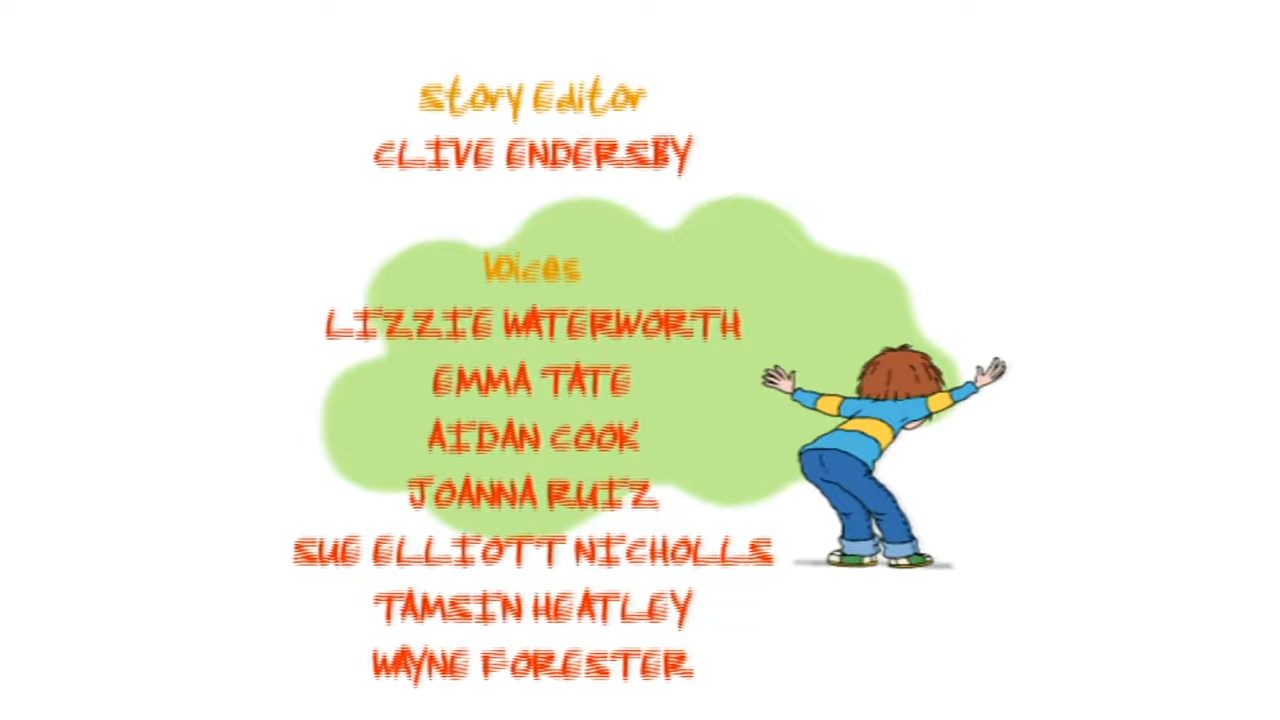 Story Editor
CLIVE ENDERSBY
Voices
LIZZIE WATERWORTH
EMMA TATE
AIDAN COOK
JOANNA RUIZ
SUE ELLIOTT NICHOLLS
TAMSIN HEATLEY
WAYNE FORESTER